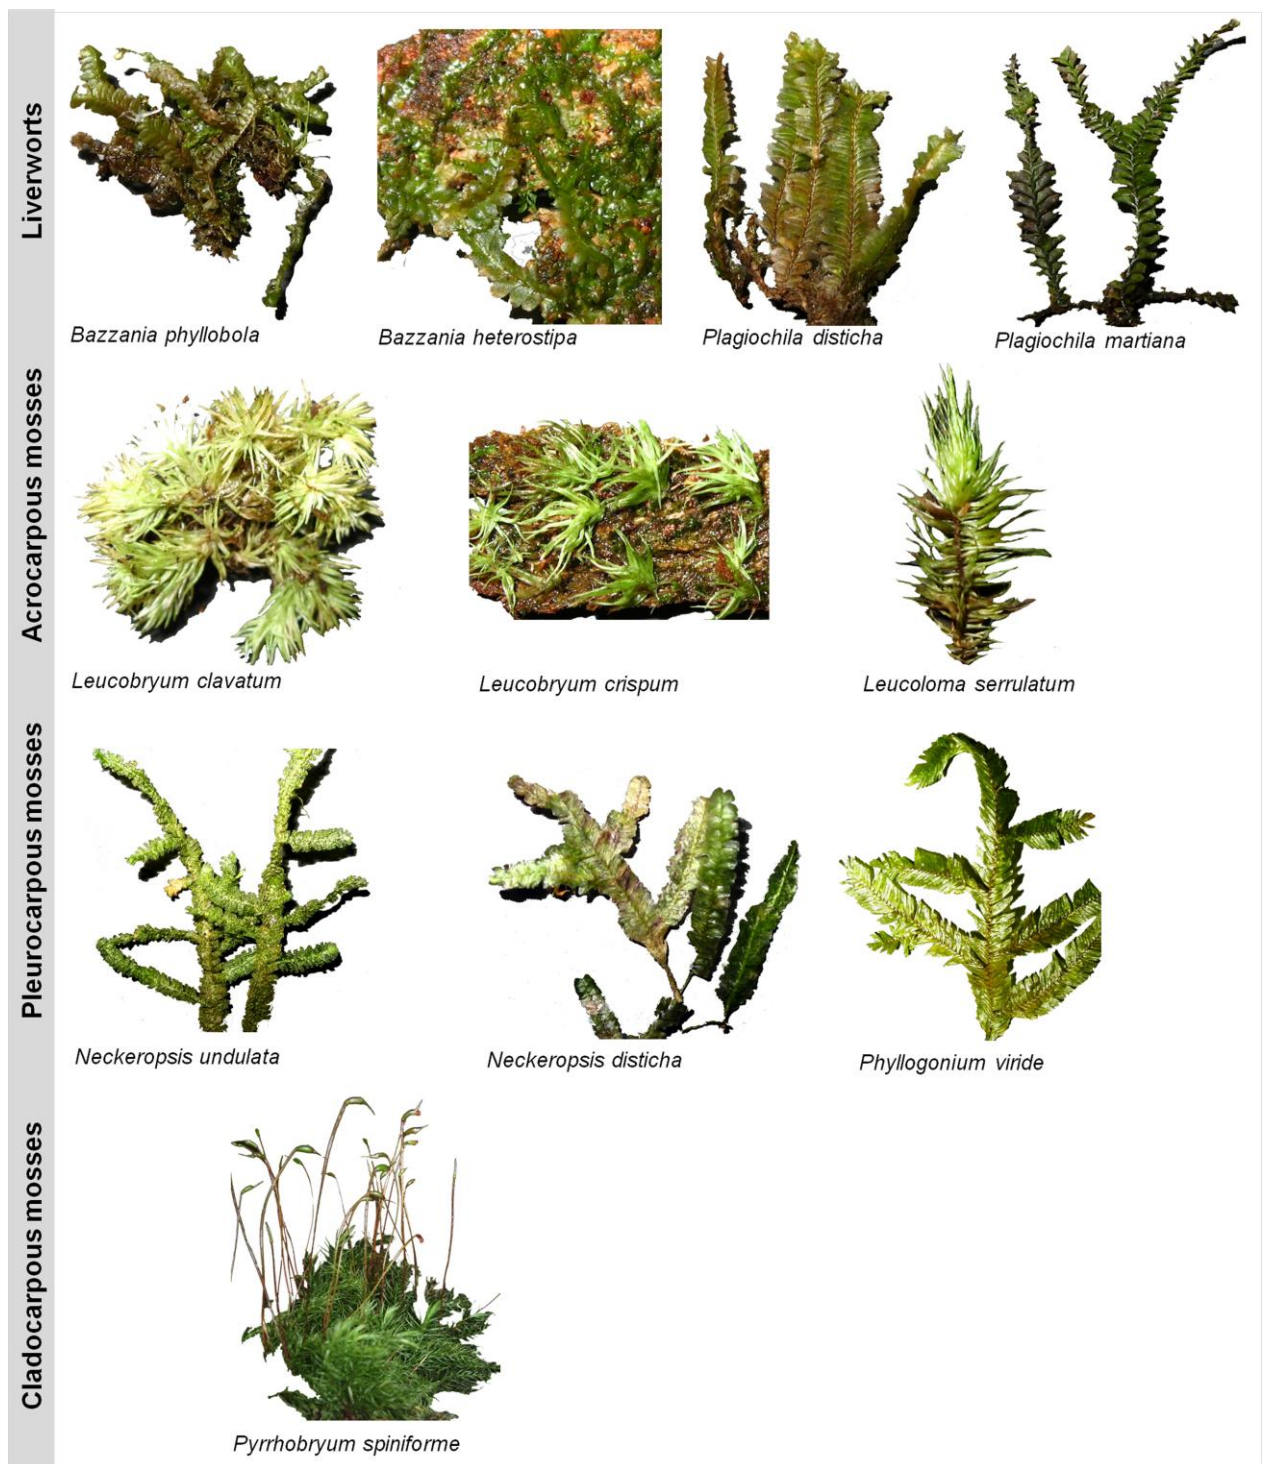 Liverworts
Bazzania phyllobola
Bazzania heterostipa
Plagiochila disticha
Plagiochila martiana
Acrocarpous mosses
Leucobryum clavatum
Leucobryum crispum
Leucoloma serrulatum
Pleurocarpous mosses
Neckeropsis undulata
Neckeropsis disticha
Phyllogonium viride
Cladocarpous mosses
Pyrrhobryum spiniforme